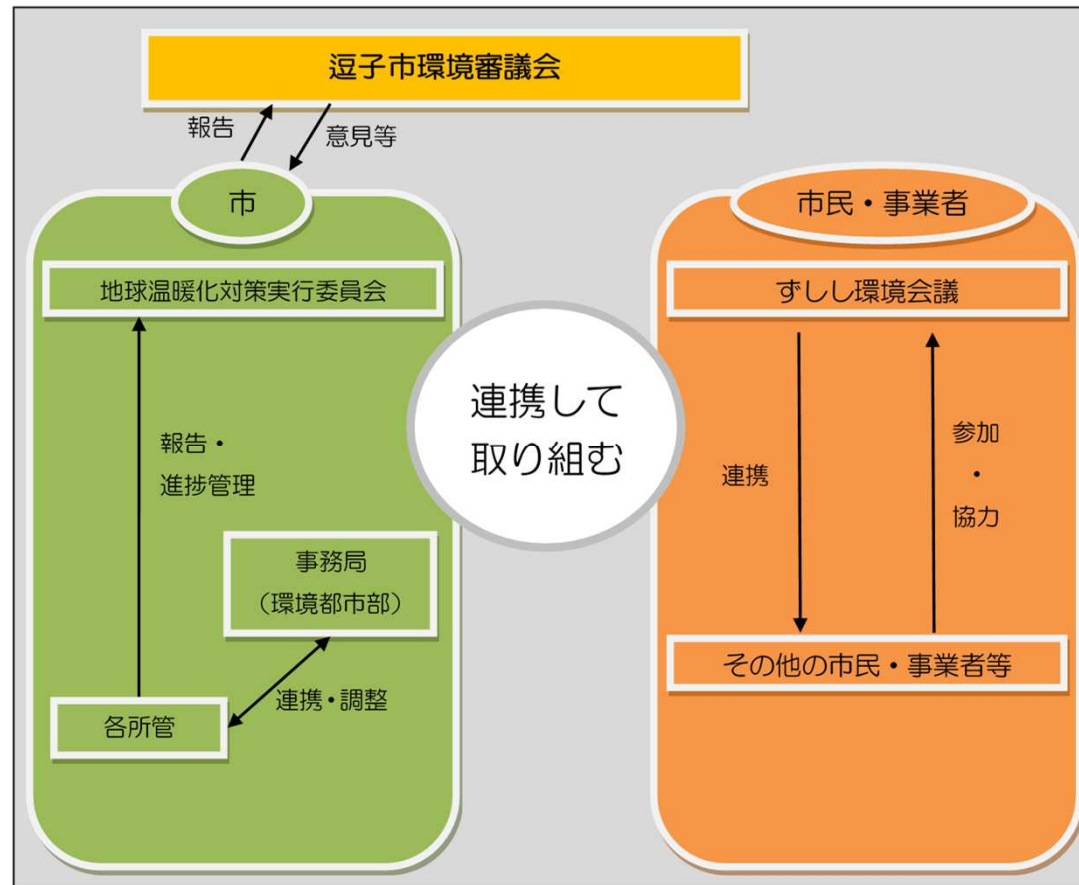 逗子市環境審議会
報告
意見等
市
地球温暖化対策実行委員会
報告・
進捗管理
事務局
（環境都市部）
連携・調整
各所管
連携して
取り組む
市民・事業者
ずしし環境会議
連携
参加
・
協力
その他の市民・事業者等